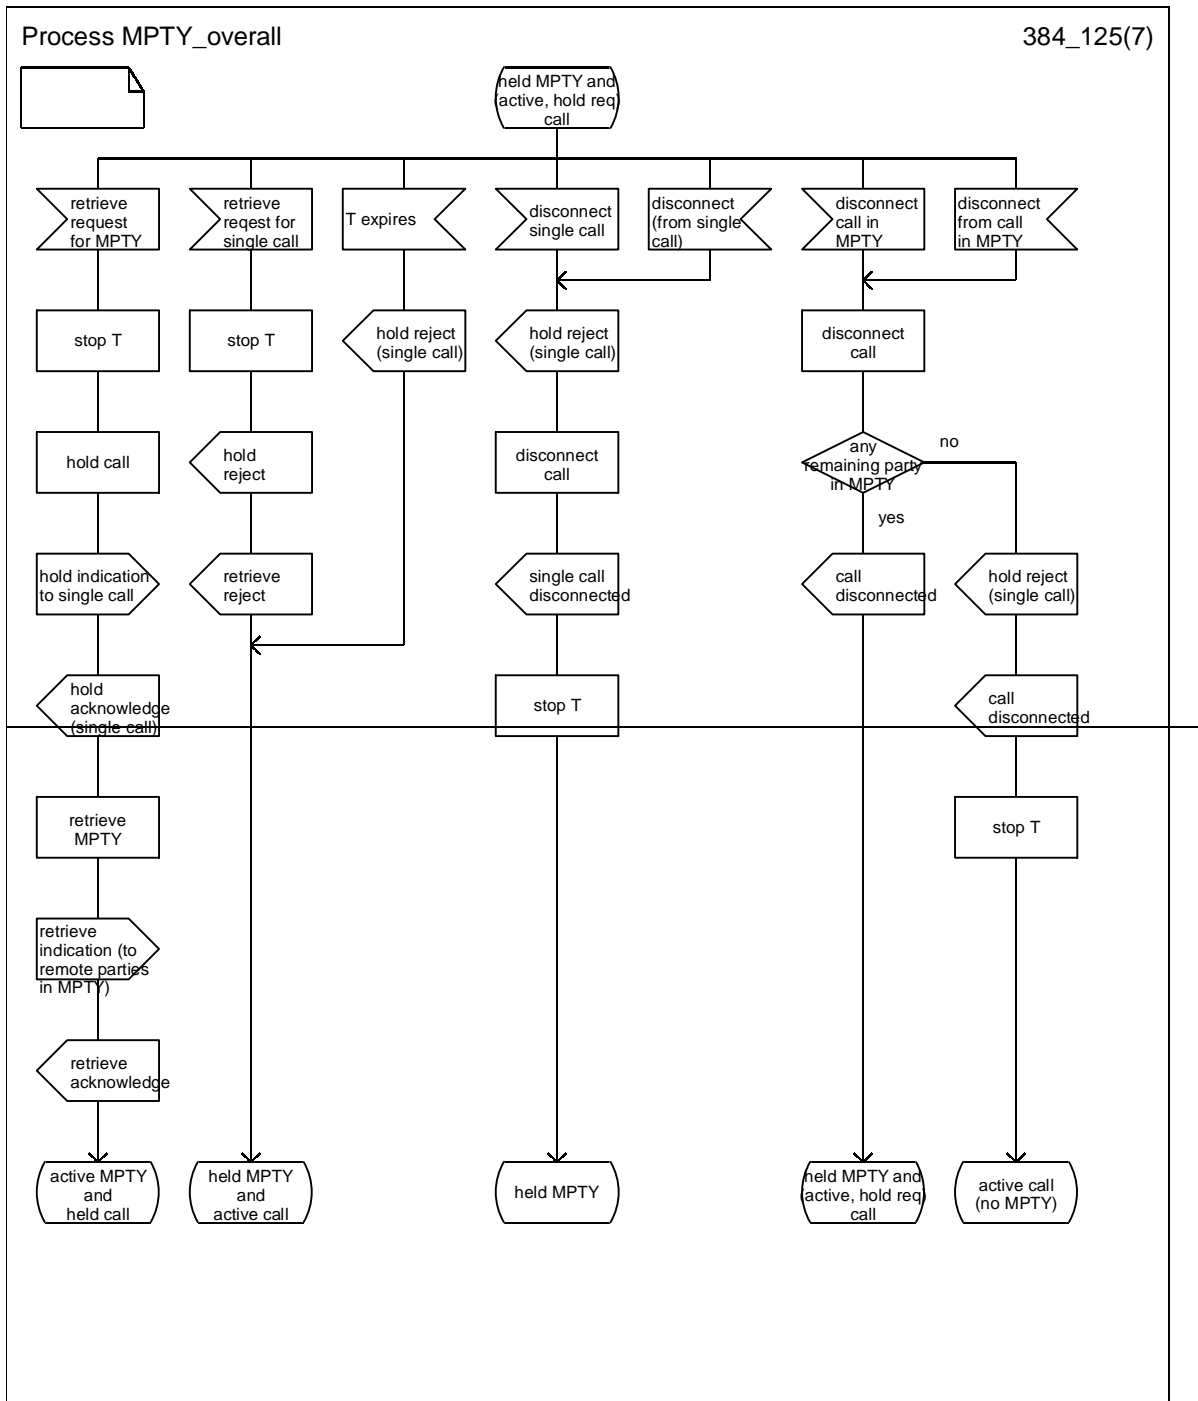 Process MPTY_overall
384_125(7)
held MPTY and
(active, hold req)
call
retrieve
request
for MPTY
retrieve
reqest for
single call
T expires
disconnect
single call
disconnect
(from single
call)
disconnect
call in
MPTY
disconnect
from call
in MPTY
stop T
stop T
hold reject
(single call)
hold reject
(single call)
disconnect
call
hold call
hold
reject
disconnect
call
any
remaining party
in MPTY
no
yes
hold indication
to single call
retrieve
reject
single call
disconnected
call
disconnected
hold reject
(single call)
hold
acknowledge
(single call)
stop T
call
disconnected
retrieve
MPTY
stop T
retrieve
indication (to
remote parties
in MPTY)
retrieve
acknowledge
active MPTY
and
held call
held MPTY
and
active call
held MPTY
held MPTY and
(active, hold req)
call
active call
(no MPTY)